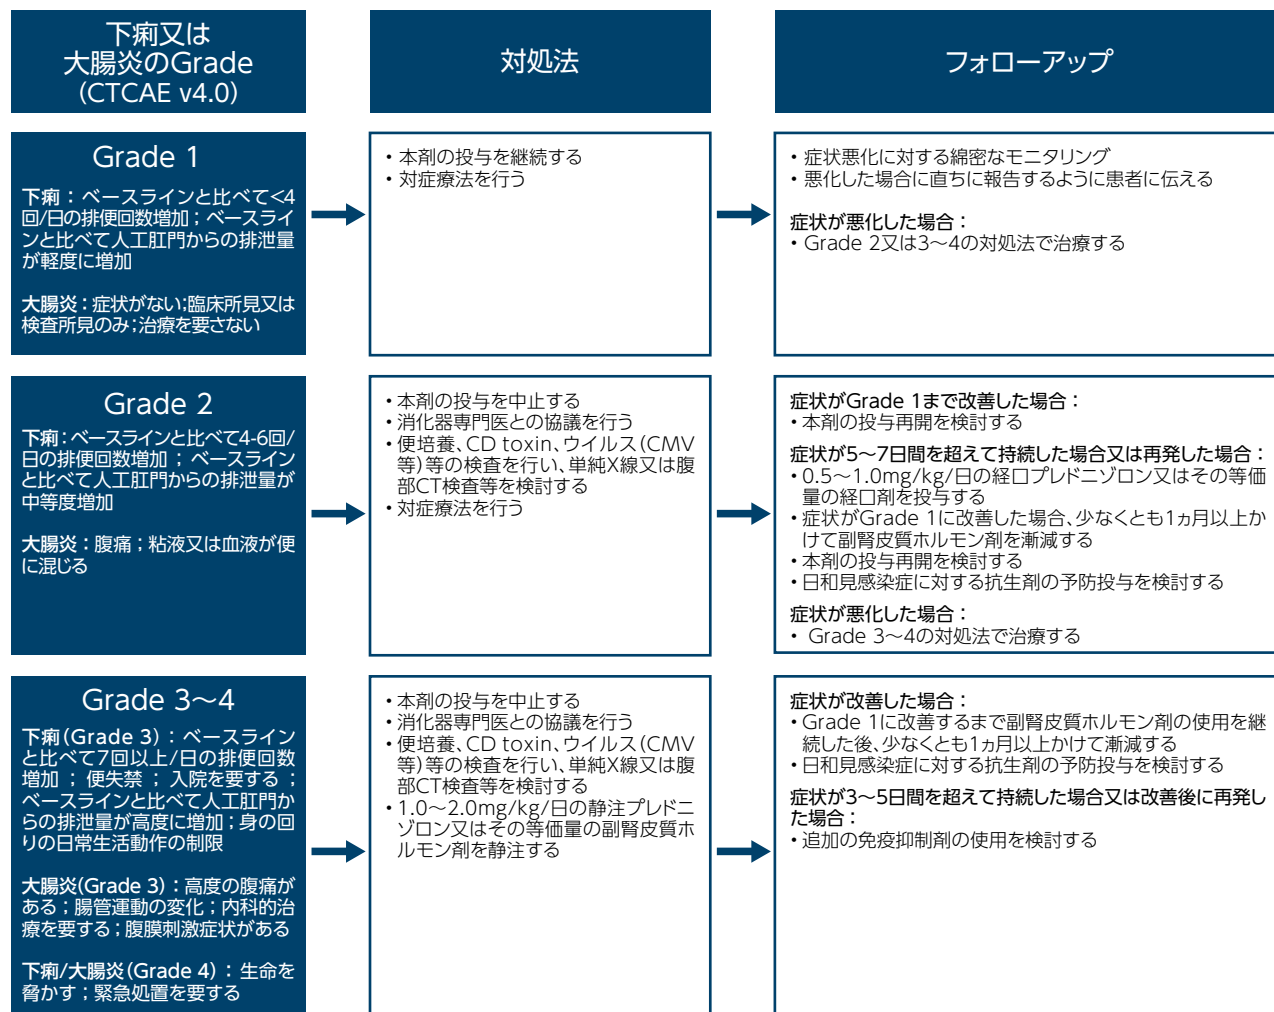 下痢又は
大腸炎のGrade
(CTCAE v4.0)
対処法
フォローアップ
Grade 1
下痢：ベースラインと比べて<4
回/日の排便回数増加；ベースライ
ンと比べて人工肛門からの排泄量
が軽度に増加
大腸炎：症状がない；臨床所見又は
検査所見のみ；治療を要さない
・本剤の投与を継続する
・対症療法を行う
・症状悪化に対する綿密なモニタリング
・悪化した場合に直ちに報告するように患者に伝える
症状が悪化した場合：
・Grade 2又は3～4の対処法で治療する
Grade 2
下痢：ベースラインと比べて4-6回/
日の排便回数増加；ベースライン
と比べて人工肛門からの排泄量が
中等度増加
大腸炎：腹痛；粘液又は血液が便
に混じる
・本剤の投与を中止する
・消化器専門医との協議を行う
・便培養、CD toxin、ウイルス（CMV
等）等の検査を行い、単純X線又は腹
部CT検査等を検討する
・対症療法を行う
症状がGrade 1まで改善した場合：
・本剤の投与再開を検討する
症状が5～7日間を超えて持続した場合又は再発した場合：
・0.5～1.0mg/kg/日の経口プレドニゾロン又はその等価
量の経口剤を投与する
・症状がGrade 1に改善した場合、少なくとも1ヵ月以上か
けて副腎皮質ホルモン剤を漸減する
・本剤の投与再開を検討する
・日和見感染症に対する抗生剤の予防投与を検討する
症状が悪化した場合：
・ Grade 3～4の対処法で治療する
Grade 3～4
下痢(Grade 3)：ベースライン
と比べて7回以上/日の排便回数
増加；便失禁；入院を要する；
ベースラインと比べて人工肛門か
らの排泄量が高度に増加；身の回
りの日常生活動作の制限
大腸炎(Grade 3)：高度の腹痛が
ある；腸管運動の変化；内科的治
療を要する；腹膜刺激症状がある
下痢/大腸炎(Grade 4)：生命を
脅かす；緊急処置を要する
・本剤の投与を中止する
・消化器専門医との協議を行う
・便培養、CD toxin、ウイルス（CMV
等）等の検査を行い、単純X線又は腹
部CT検査等を検討する
・1.0～2.0mg/kg/日の静注プレドニ
ゾロン又はその等価量の副腎皮質ホ
ルモン剤を静注する
症状が改善した場合：
・Grade 1に改善するまで副腎皮質ホルモン剤の使用を継
続した後、少なくとも1ヵ月以上かけて漸減する
・日和見感染症に対する抗生剤の予防投与を検討する
症状が3～5日間を超えて持続した場合又は改善後に再発し
た場合：
・追加の免疫抑制剤の使用を検討する